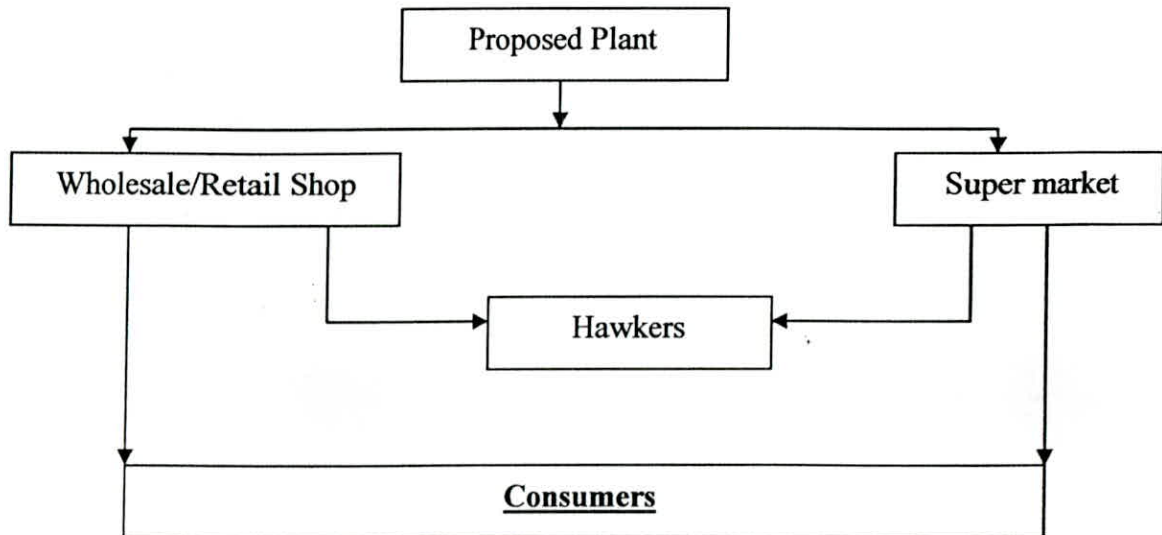 Proposed Plant
Wholesale/Retail Shop
Super market
Hawkers
Consumers